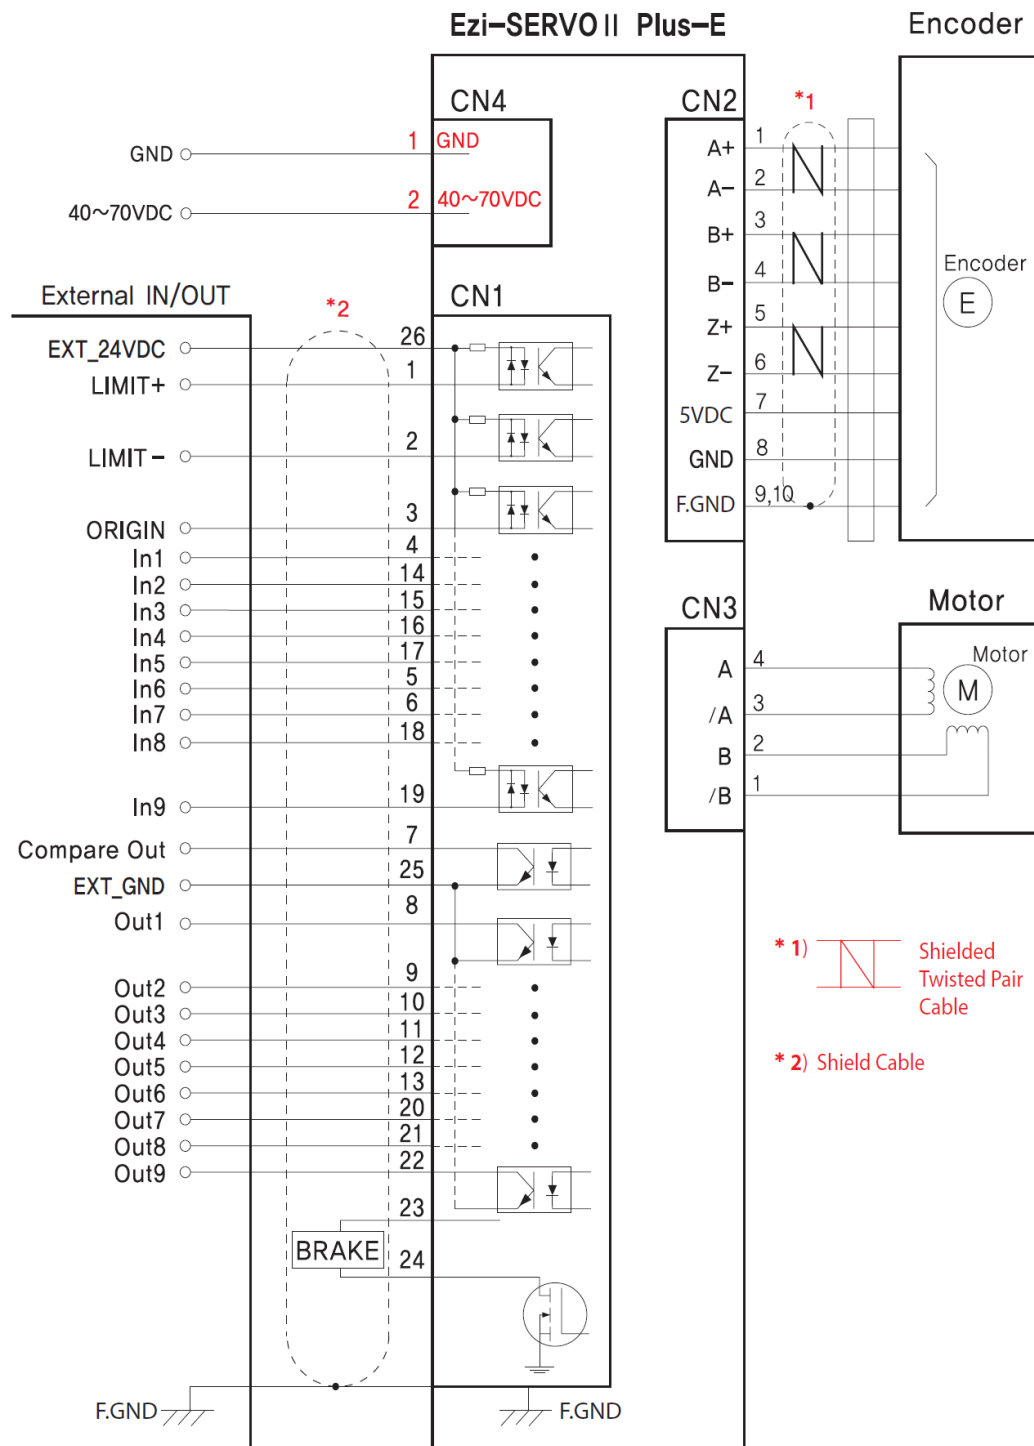 Ezi-SERVO II Plus-E
Encoder
CN4
1 GND
GND
2 40~70VDC
40~70VDC
CN2
*1
A+ 1
A- 2
B+ 3
B- 4
Z+ 5
Z- 6
5VDC 7
GND 8
F.GND 9,10
Encoder
E
External IN/OUT
*2
CN1
EXT_24VDC 26
LIMIT+ 1
LIMIT- 2
ORIGIN 3
In1 4
In2 14
In3 15
In4 16
In5 17
In6 5
In7 6
In8 18
In9 19
Compare Out 7
EXT_GND 25
Out1 8
Out2 9
Out3 10
Out4 11
Out5 12
Out6 13
Out7 20
Out8 21
Out9 22
23
BRAKE
24
F.GND
F.GND
CN3
Motor
A 4
/A 3
B 2
/B 1
Motor
M
* 1) Shielded
Twisted Pair
Cable
* 2) Shield Cable